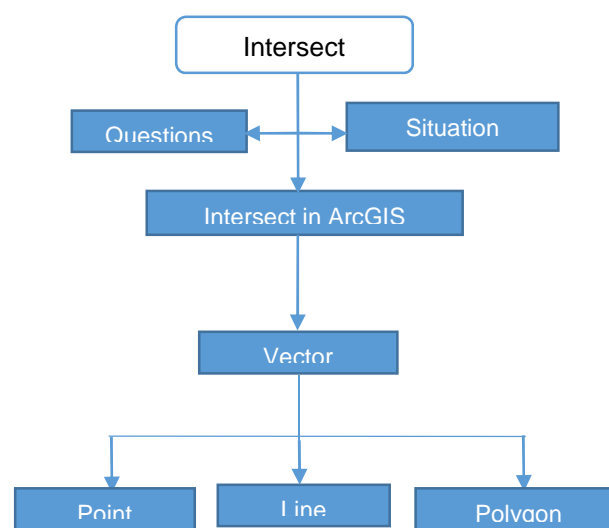 Intersect
Questions
Situation
Intersect in ArcGIS
Vector
Point
Line
Polygon